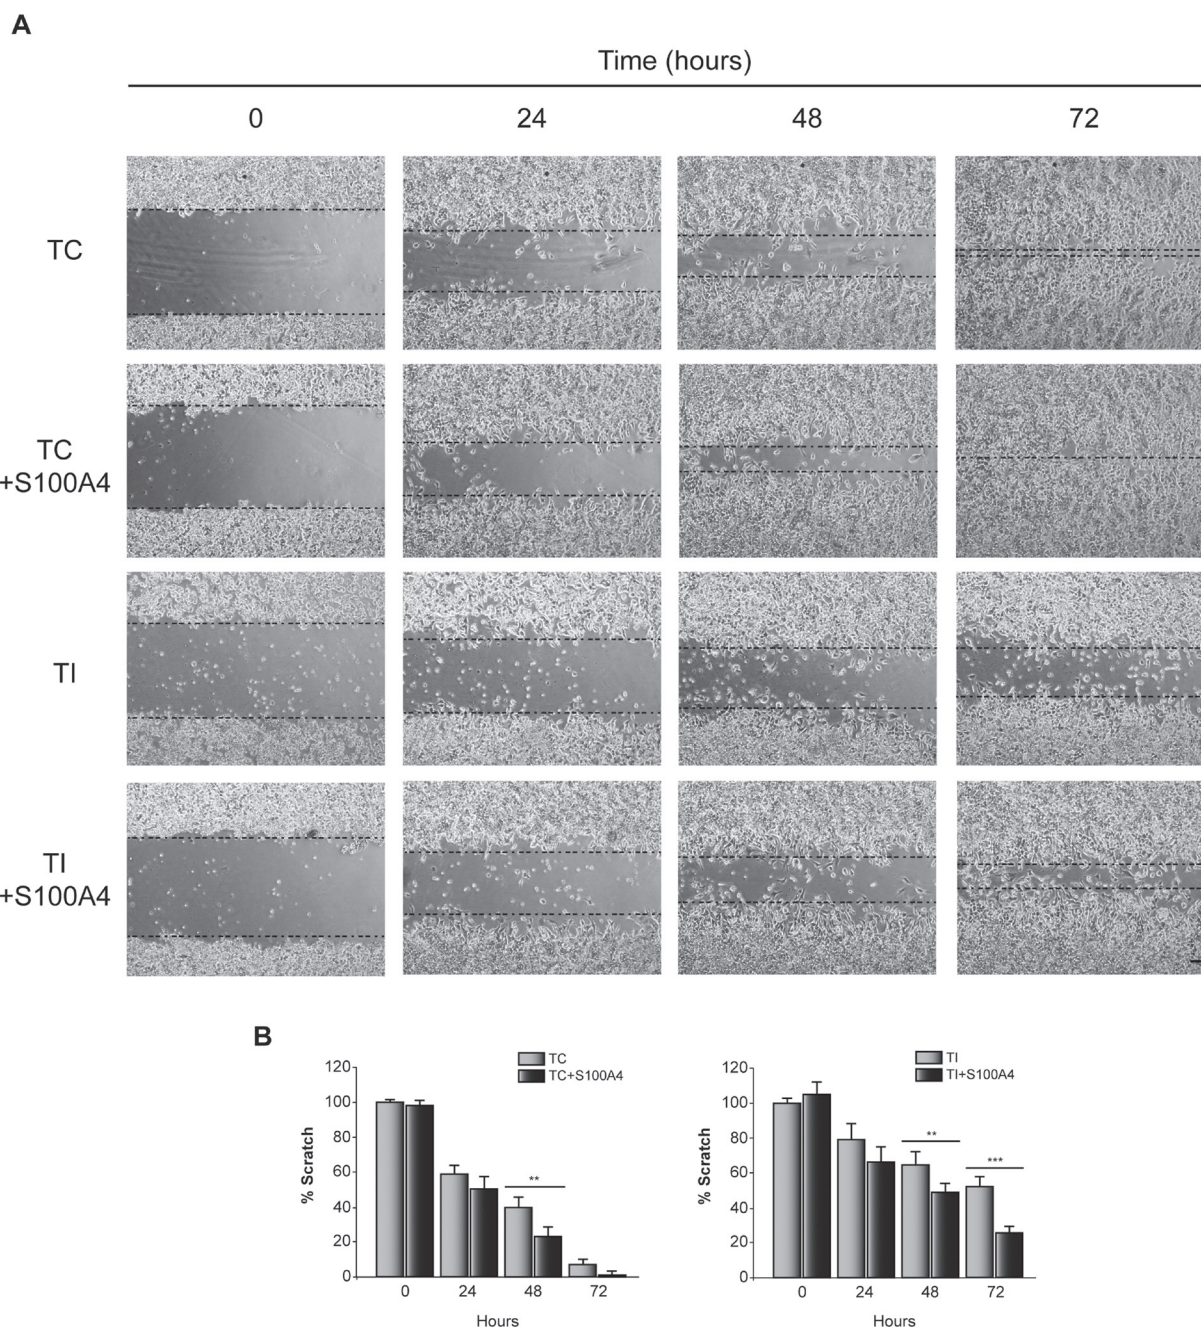 A
Time (hours)
0 24 48 72
TC
TC
+S100A4
TI
TI
+S100A4
B
TC
TC+S100A4
120
100
80
60
40
20
0
% Scratch
**
0 24 48 72
Hours
TI
TI+S100A4
120
100
80
60
40
20
0
% Scratch
**
***
0 24 48 72
Hours